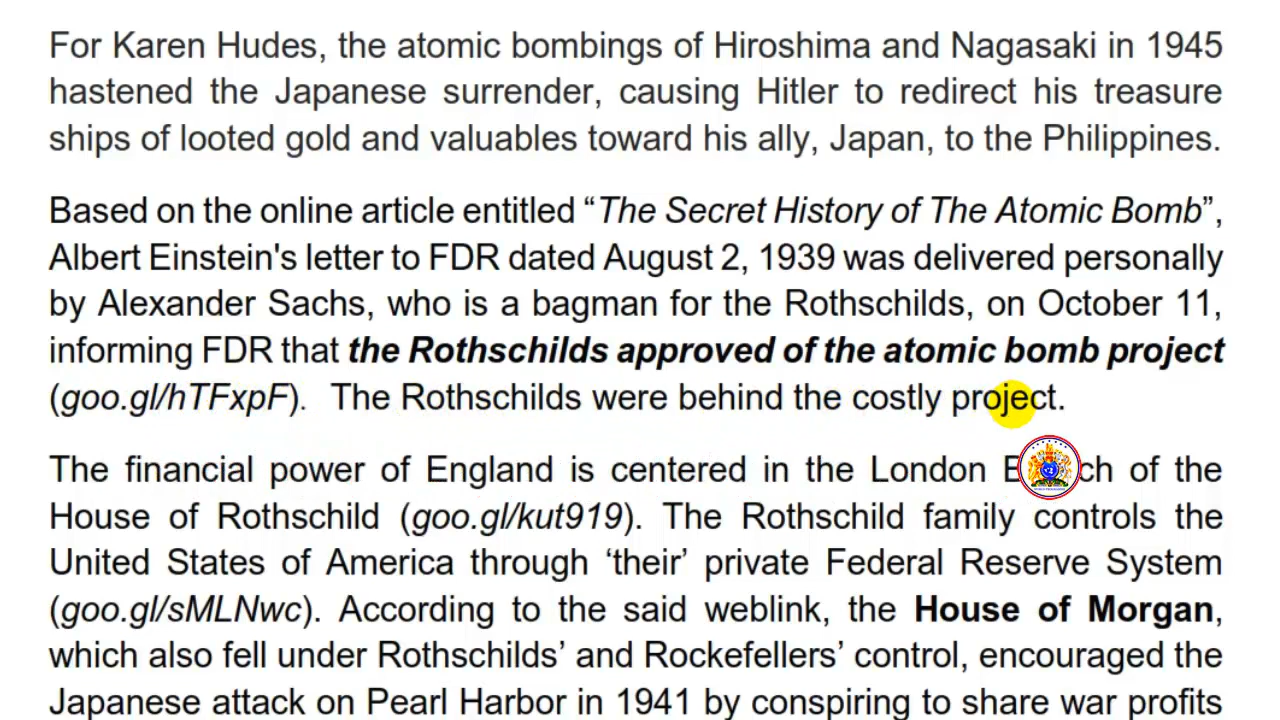 For Karen Hudes, the atomic bombings of Hiroshima and Nagasaki in 1945
hastened the Japanese surrender, causing Hitler to redirect his treasure
ships of looted gold and valuables toward his ally, Japan, to the Philippines.
Based on the online article entitled “The Secret History of The Atomic Bomb”,
Albert Einstein's letter to FDR dated August 2, 1939 was delivered personally
by Alexander Sachs, who is a bagman for the Rothschilds, on October 11,
informing FDR that the Rothschilds approved of the atomic bomb project
(goo.gl/hTFxpF). The Rothschilds were behind the costly project.
The financial power of England is centered in the London of the
House of Rothschld (goo.gl/kut919). The Rothschild family controls the
United States of America through ‘their’ private Federal Reserve System
(goo.gl/sMLNwc). According to the said weblink, the House of Morgan,
which also fell under Rothschilds’ and Rockefellers’ control, encouraged the
Japanese attack on Pearl Harbor in 1941 by conspiring to share war profits